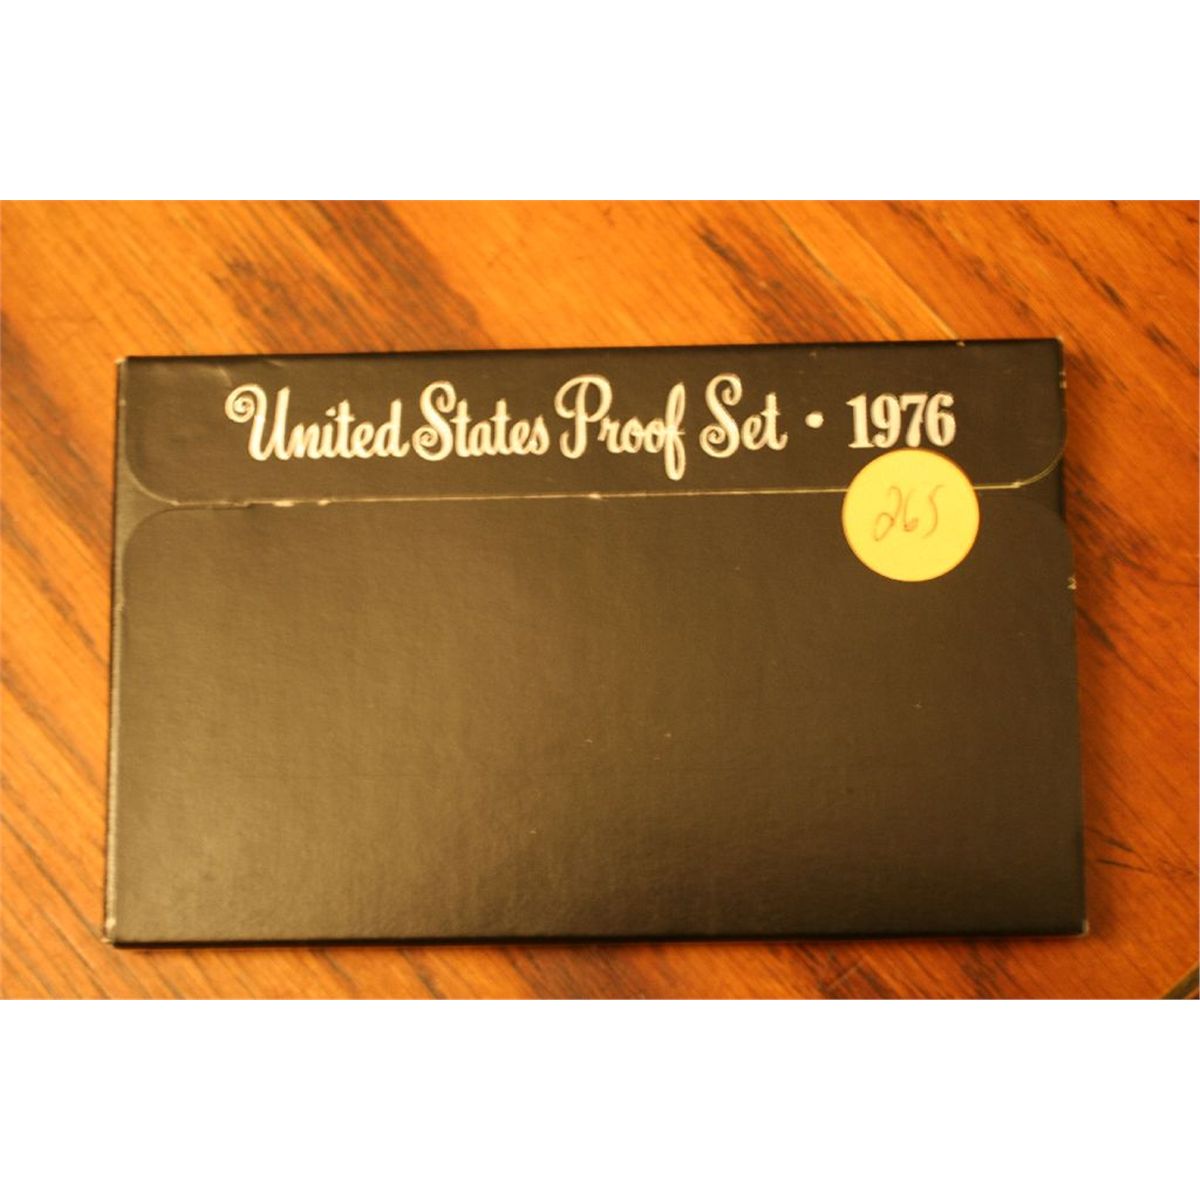 United States Proof Set • 1976
265